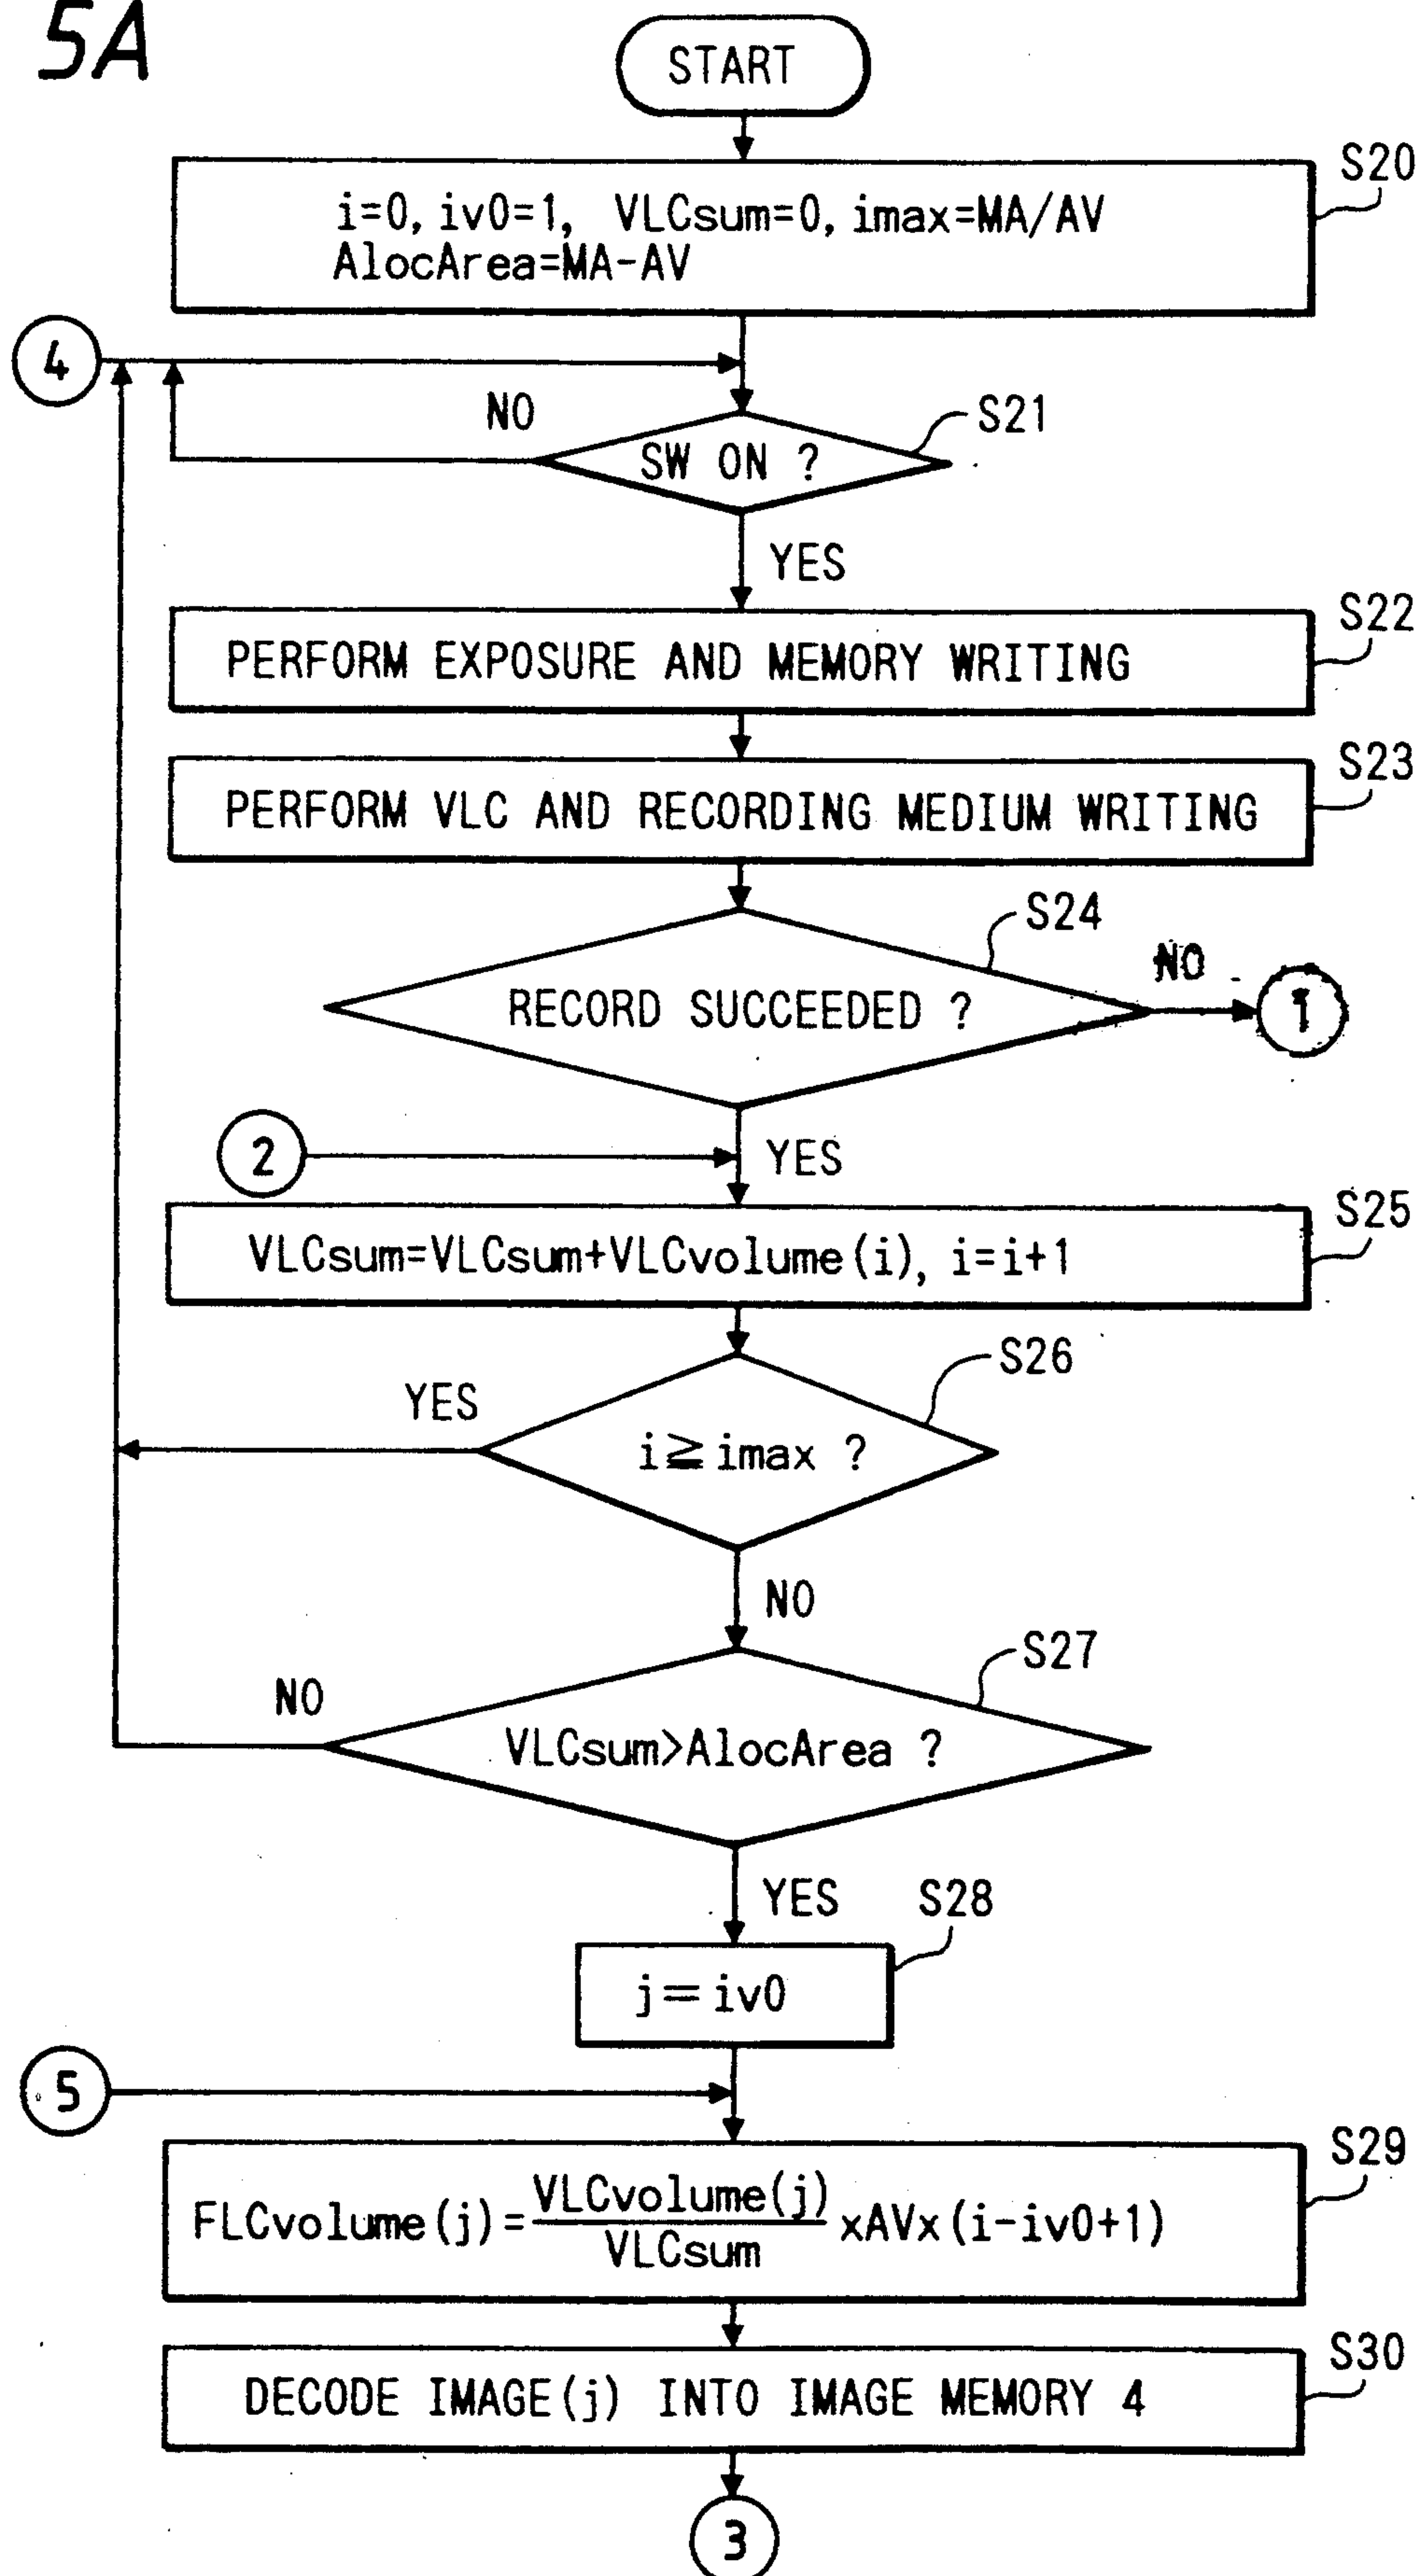 5A
START
S20
i=0, iv0=1, VLCsum=0, imax=MA/AV
AlocArea=MA-AV
4
NO
S21
SW ON ?
YES
S22
PERFORM EXPOSURE AND MEMORY WRITING
S23
PERFORM VLC AND RECORDING MEDIUM WRITING
S24
NO
RECORD SUCCEEDED ?
1
2
YES
S25
VLCsum=VLCsum+VLCvolume(i), i=i+1
S26
YES
i≧imax ?
NO
S27
NO
VLCsum>AlocArea ?
YES
S28
j=iv0
5
S29
FLCvolume(j)=VLCvolume(j)/VLCsum xAVx(i-iv0+1)
S30
DECODE IMAGE(j) INTO IMAGE MEMORY 4
3